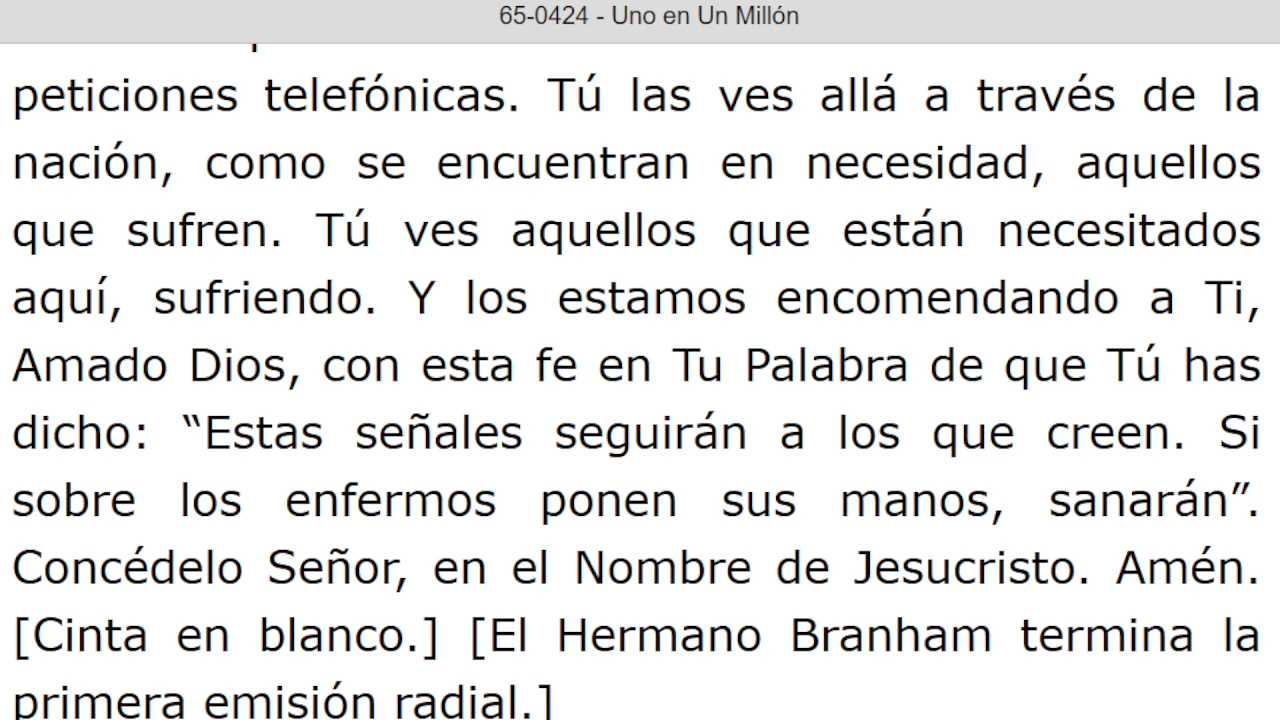 65-0424 - Uno en Un Millón
peticiones telefónicas. Tú las ves allá a través de la
nación, como se encuentran en necesidad, aquellos
que sufren. Tú ves aquellos que están necesitados
aquí, sufriendo. Y los estamos encomendando a Ti,
Amado Dios, con esta fe en Tu Palabra de que Tú has
dicho: “Estas señales seguirán a los que creen. Si
sobre los enfermos ponen sus manos, sanarán”.
Concédelo Señor, en el Nombre de Jesucristo. Amén.
[Cinta en blanco.] [El Hermano Branham termina la
primera emisión radial.]